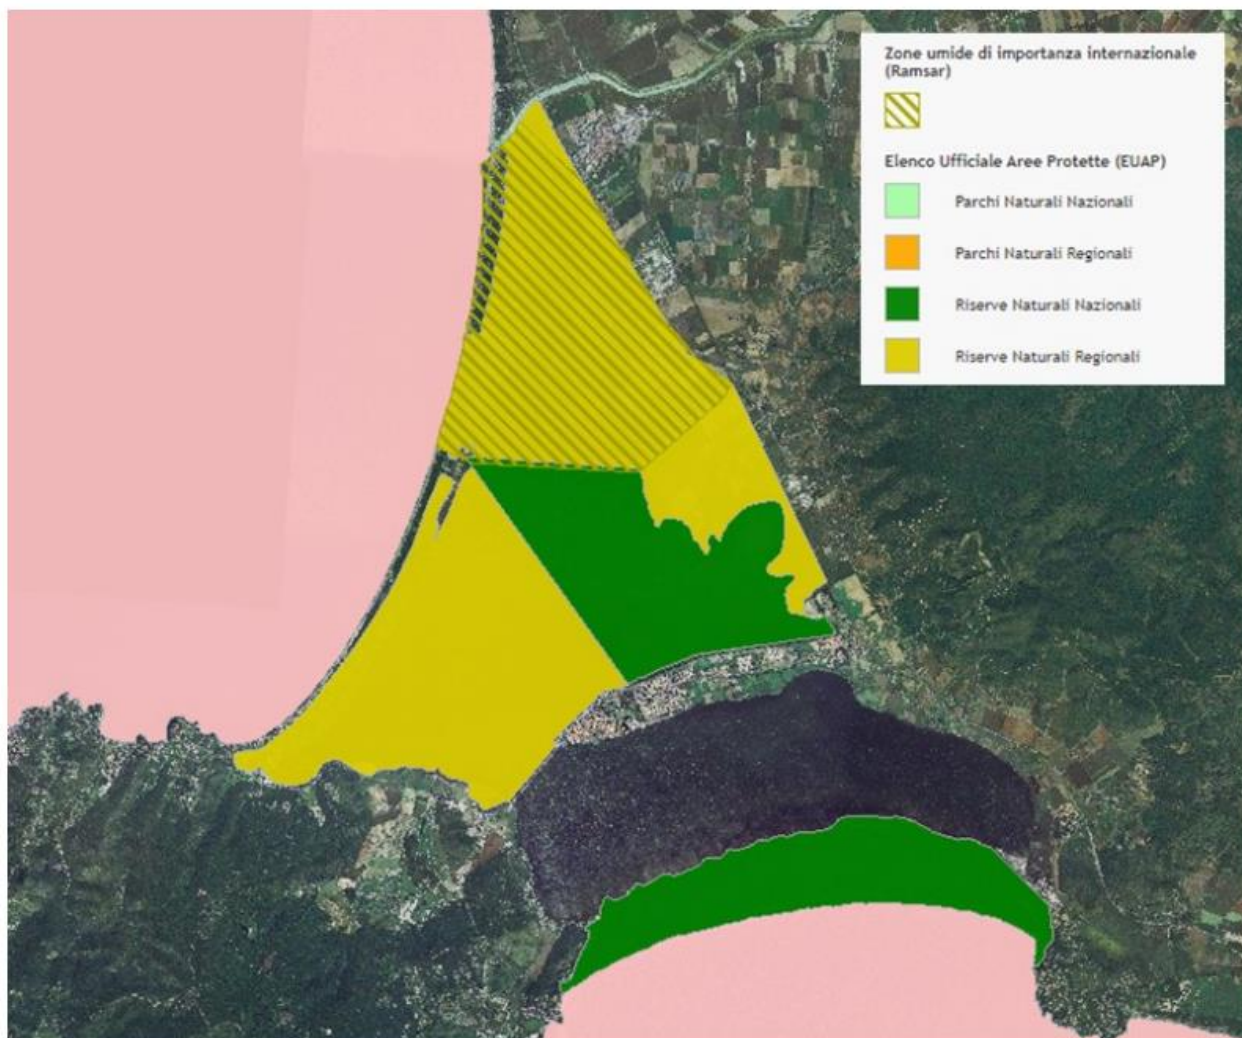 Zone umide di importanza internazionale
(Ramsar)
Elenco Ufficiale Aree Protette (EUAP)
Parchi Naturali Nazionali
Parchi Naturali Regionali
Riserve Naturali Nazionali
Riserve Naturali Regionali